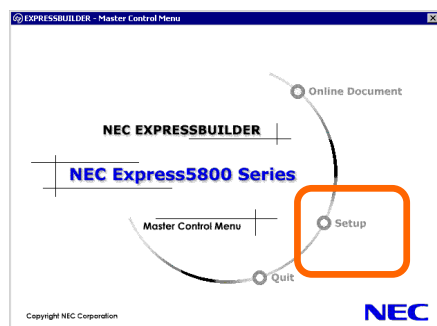 EXPRESSBUILDER - Master Control Menu
Online Document
NEC EXPRESSBUILDER
NEC Express5800 Series
Master Control Menu
Setup
Quit
Copyright NEC Corporation
NEC